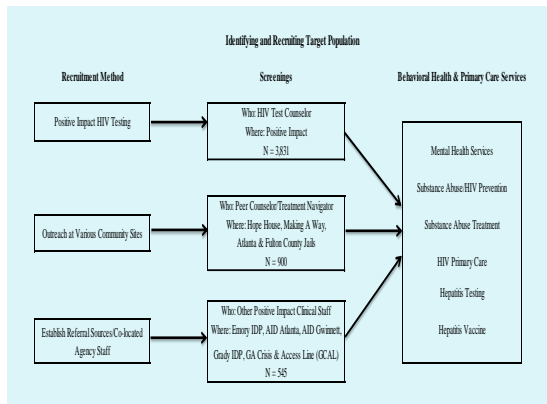 Identifying and Recruiting Target Population
Recruitment Method
Screenings
Behavioral Health & Primary Care Services
Positive Impact HIV Testing
Who: HIV Test Counselor
Where: Positive Impact
N = 3,831
Outreach at Various Community Sites
Who: Peer Counselor/Treatment Navigator
Where: Hope House, Making A Way,
Atlanta & Fulton County Jails
N = 900
Establish Referral Sources/Co-located
Agency Staff
Who: Other Positive Impact Clinical Staff
Where: Emory IDP, AID Atlanta, AID Gwinnett,
Grady IDP, GA Crisis & Access Line (GCAL)
N = 545
Mental Health Services
Substance Abuse/HIV Prevention
Substance Abuse Treatment
HIV Primary Care
Hepatitis Testing
Hepatitis Vaccine